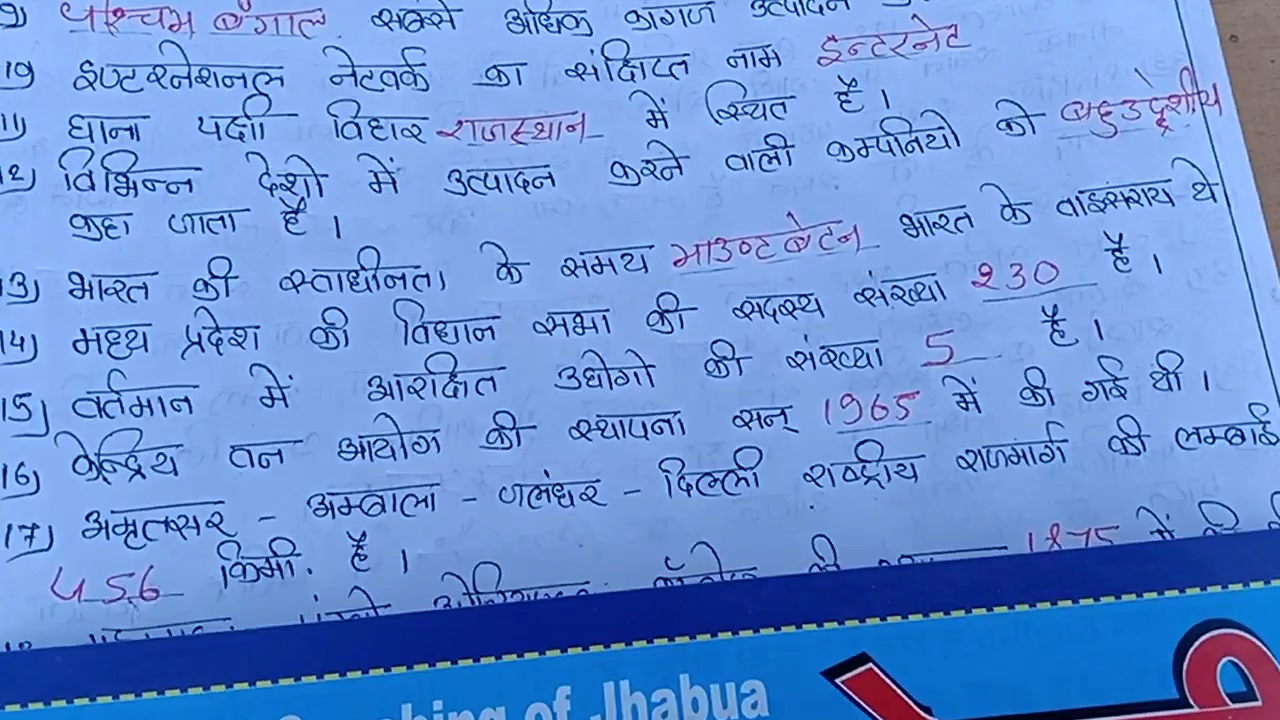 9) पश्चिम बंगाल सबसे अधिक कागज उत्पादन
10) इण्टरनेशनल नेटवर्क का संक्षिप्त नाम इन्टरनेट
11) घाना पक्षी विहार राजस्थान में स्थित है।
12) विभिन्न देशो में उत्पादन करने वाली कम्पनियो को बहुउद्देशीय
कहा जाता है।
13) भारत की स्वाधीनता के समय माउण्टबेटन भारत के वाइसराय थे
14) मध्य प्रदेश की विधान सभा की सदस्य संख्या 230 है।
15) वर्तमान में आरक्षित उद्योगो की संख्या 5 है।
16) केन्द्रिय वन आयोग की स्थापना सन् 1965 में की गई थी।
17) अमृतसर - अम्बाला - जलंधर - दिल्ली राष्ट्रीय राजमार्ग की लम्बाई
456 किमी. है।
1875 में की
of Jhabua